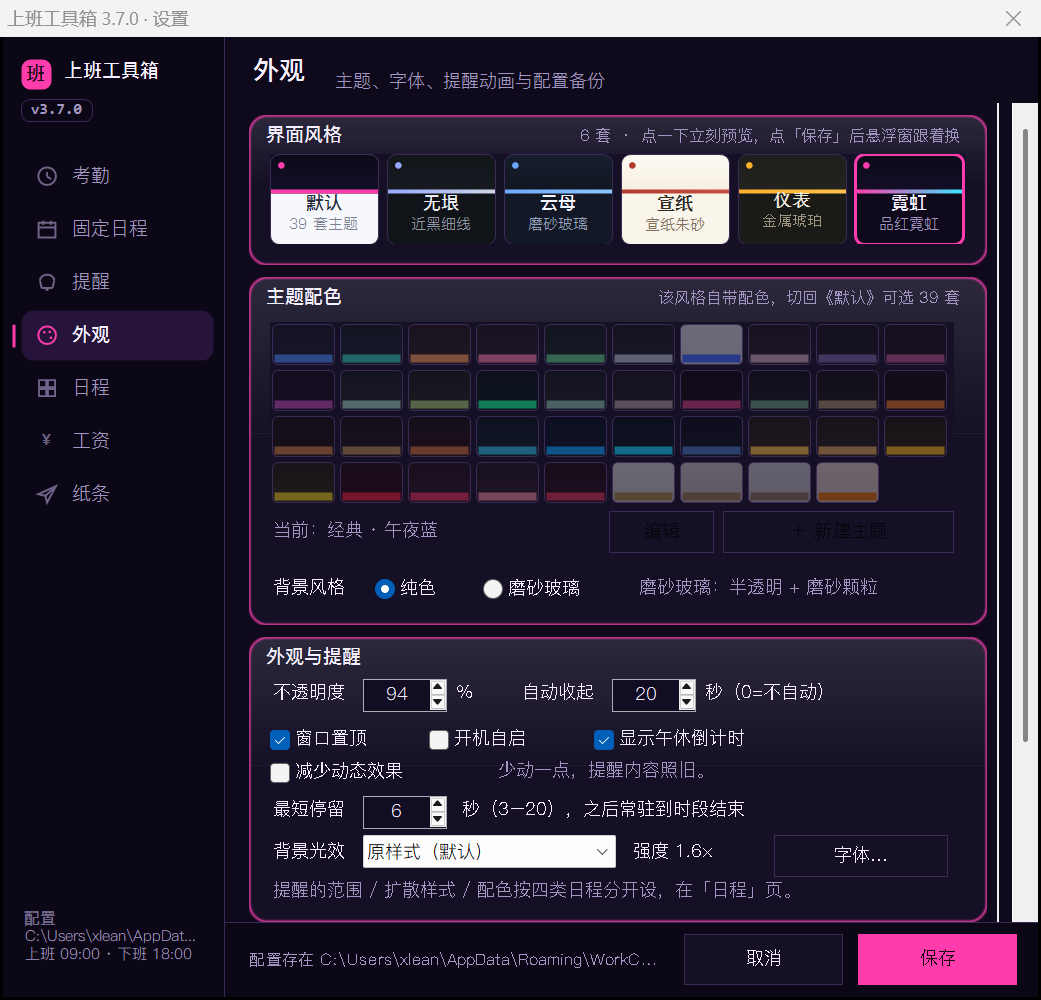 上班工具箱 3.7.0 · 设置
班 上班工具箱
v3.7.0
考勤
固定日程
提醒
外观
日程
¥ 工资
纸条
配置
C:\Users\xlean\AppDat...
上班 09:00 · 下班 18:00
外观 主题、字体、提醒动画与配置备份
界面风格 6 套 · 点一下立刻预览，点「保存」后悬浮窗跟着换
默认 无垠 云母 宣纸 仪表 霓虹
39 套主题 近黑细线 磨砂玻璃 宣纸朱砂 金属琥珀 品红霓虹
主题配色 该风格自带配色，切回《默认》可选 39 套
当前：经典 · 午夜蓝 编辑 + 新建主题
背景风格 纯色 磨砂玻璃 磨砂玻璃：半透明 + 磨砂颗粒
外观与提醒
不透明度 94 % 自动收起 20 秒（0=不自动）
窗口置顶 开机自启 显示午休倒计时
减少动态效果 少动一点，提醒内容照旧。
最短停留 6 秒（3—20），之后常驻到时段结束
背景光效 原样式（默认） 强度 1.6× 字体...
提醒的范围 / 扩散样式 / 配色按四类日程分开设，在「日程」页。
配置存在 C:\Users\xlean\AppData\Roaming\WorkC... 取消 保存